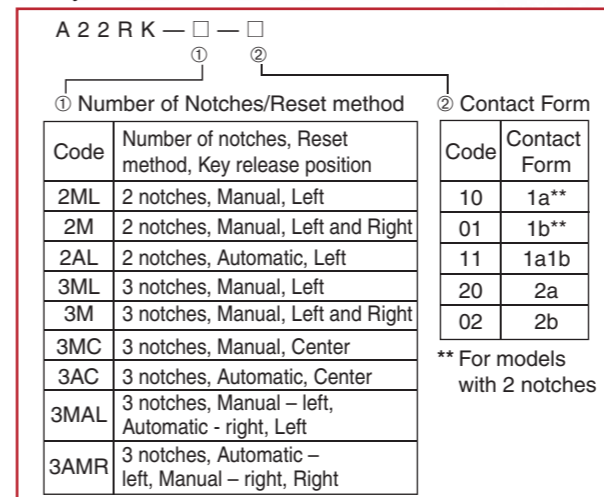 A 2 2 R K — □ — □
① ②
① Number of Notches/Reset method
Code Number of notches, Reset
method, Key release position
2ML 2 notches, Manual, Left
2M 2 notches, Manual, Left and Right
2AL 2 notches, Automatic, Left
3ML 3 notches, Manual, Left
3M 3 notches, Manual, Left and Right
3MC 3 notches, Manual, Center
3AC 3 notches, Automatic, Center
3MAL 3 notches, Manual – left,
Automatic - right, Left
3AMR 3 notches, Automatic –
left, Manual – right, Right
② Contact Form
Code Contact
Form
10 1a**
01 1b**
11 1a1b
20 2a
02 2b
** For models
with 2 notches